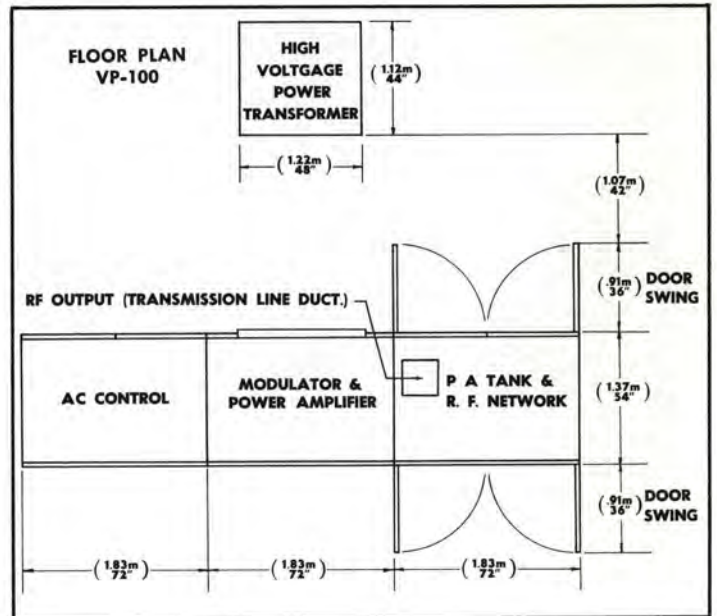 FLOOR PLAN
VP-100
HIGH
VOLTGAGE
POWER
TRANSFORMER
(1.12m
44")
(1.22m
48")
(1.07m
42")
(.91m
36") DOOR
SWING
RF OUTPUT (TRANSMISSION LINE DUCT.)
AC CONTROL
MODULATOR &
POWER AMPLIFIER
P A TANK &
R. F. NETWORK
(1.37m
54")
(.91m
36") DOOR
SWING
(1.83m
72")
(1.83m
72")
(1.83m
72")